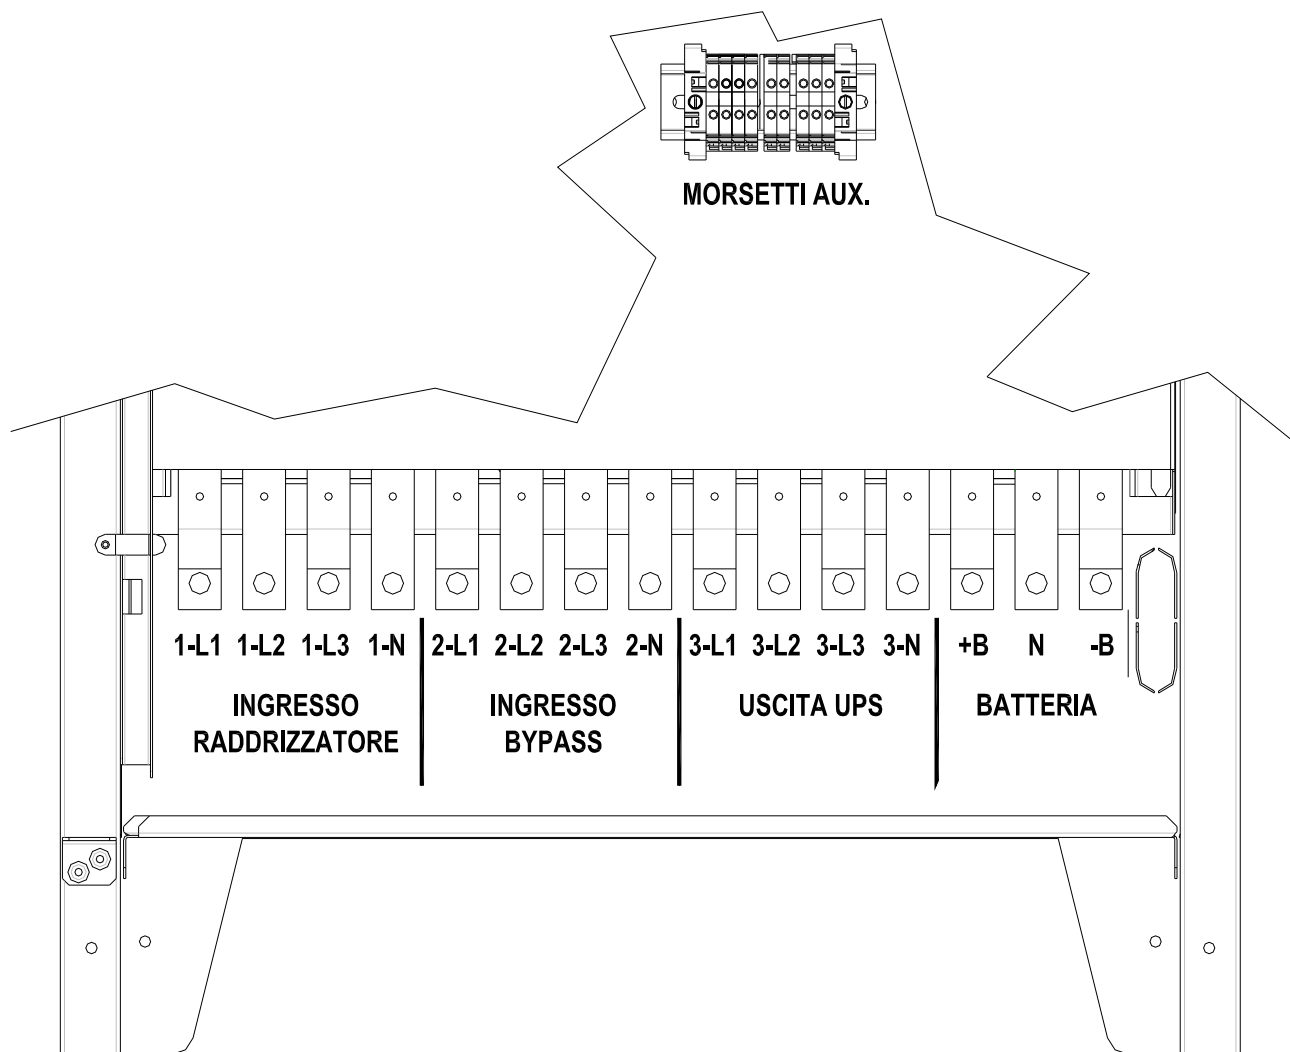 MORSETTI AUX.
1-L1 1-L2 1-L3 1-N 2-L1 2-L2 2-L3 2-N 3-L1 3-L2 3-L3 3-N +B N -B
INGRESSO
RADDRIZZATORE
INGRESSO
BYPASS
USCITA UPS
BATTERIA